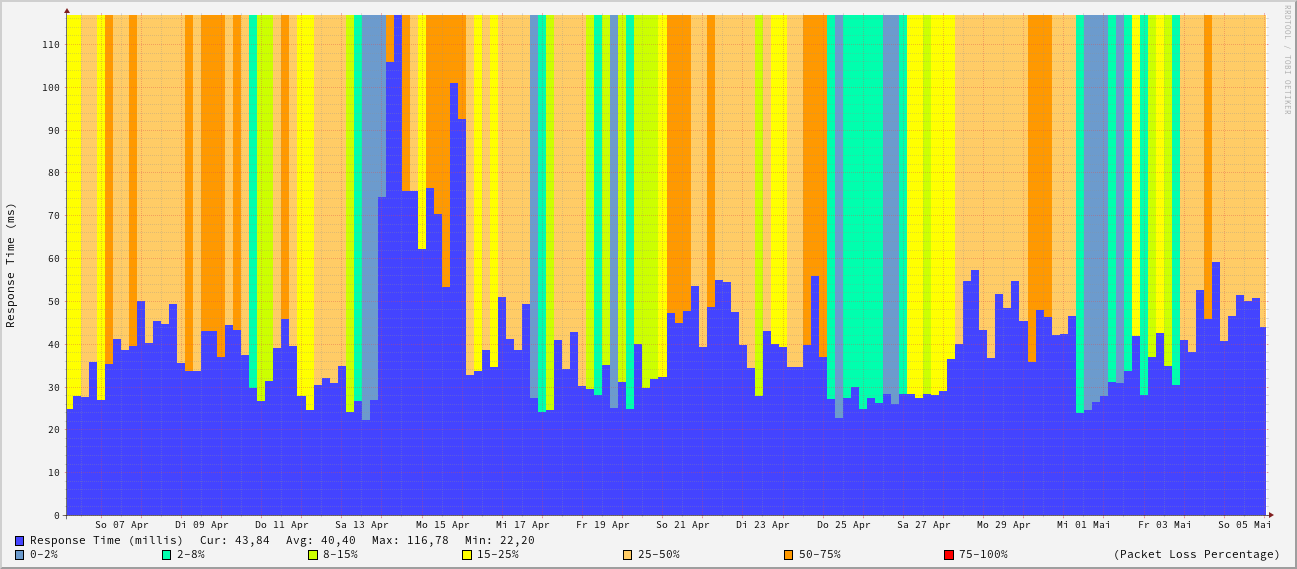 RRDTOOL / TOBI OETIKER
Response Time (ms)
110
100
90
80
70
60
50
40
30
20
10
0
So 07 Apr Di 09 Apr Do 11 Apr Sa 13 Apr Mo 15 Apr Mi 17 Apr Fr 19 Apr So 21 Apr Di 23 Apr Do 25 Apr Sa 27 Apr Mo 29 Apr Mi 01 Mai Fr 03 Mai So 05 Mai
Response Time (millis) Cur: 43,84 Avg: 40,40 Max: 116,78 Min: 22,20
0-2% 2-8% 8-15% 15-25% 25-50% 50-75% 75-100% (Packet Loss Percentage)